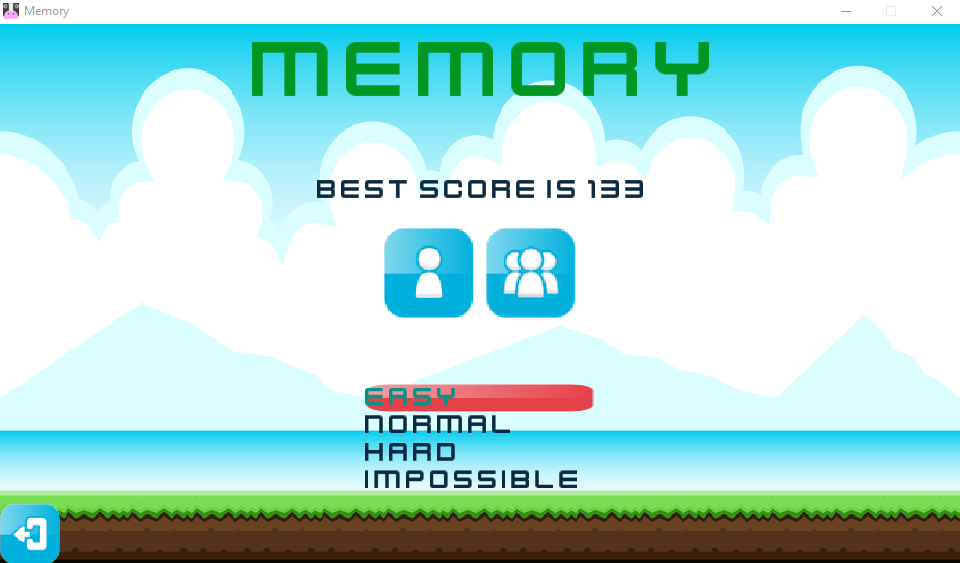 Memory
MEMORY
BEST SCORE IS 133
EASY
NORMAL
HARD
IMPOSSIBLE